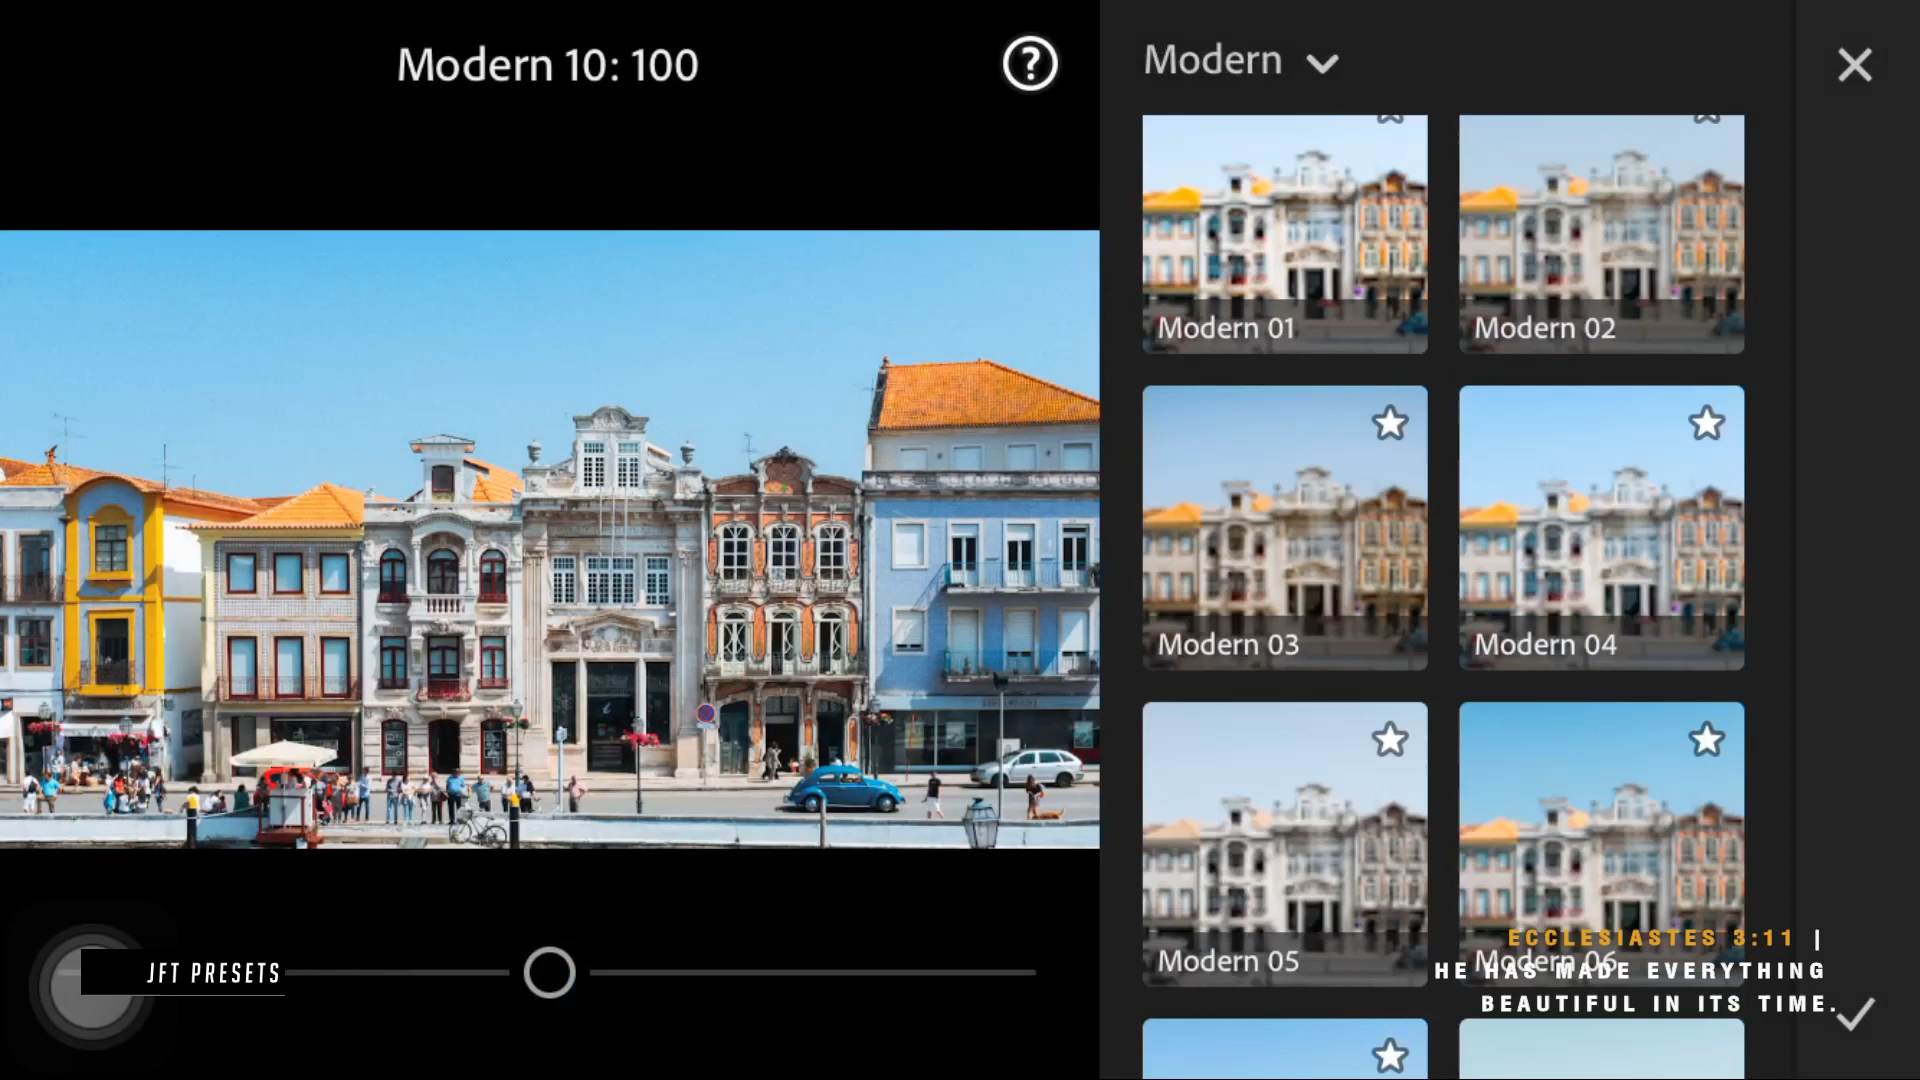 Modern 10: 100
?
Modern
Modern 01
Modern 02
Modern 03
Modern 04
Modern 05
Modern 06
ECCLESIASTES 3:11 |
HE HAS MADE EVERYTHING
BEAUTIFUL IN ITS TIME.
JFT PRESETS